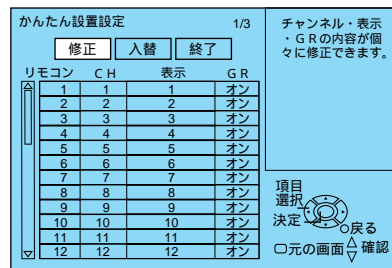 かんたん設置設定 1/3
修正 入替 終了
リモコン CH 表示 GR
1 1 1 オン
2 2 2 オン
3 3 3 オン
4 4 4 オン
5 5 5 オン
6 6 6 オン
7 7 7 オン
8 8 8 オン
9 9 9 オン
10 10 10 オン
11 11 11 オン
12 12 12 オン
チャンネル・表示
・GRの内容が個
々に修正できます。
項目
選択
決定
戻る
元の画面 確認